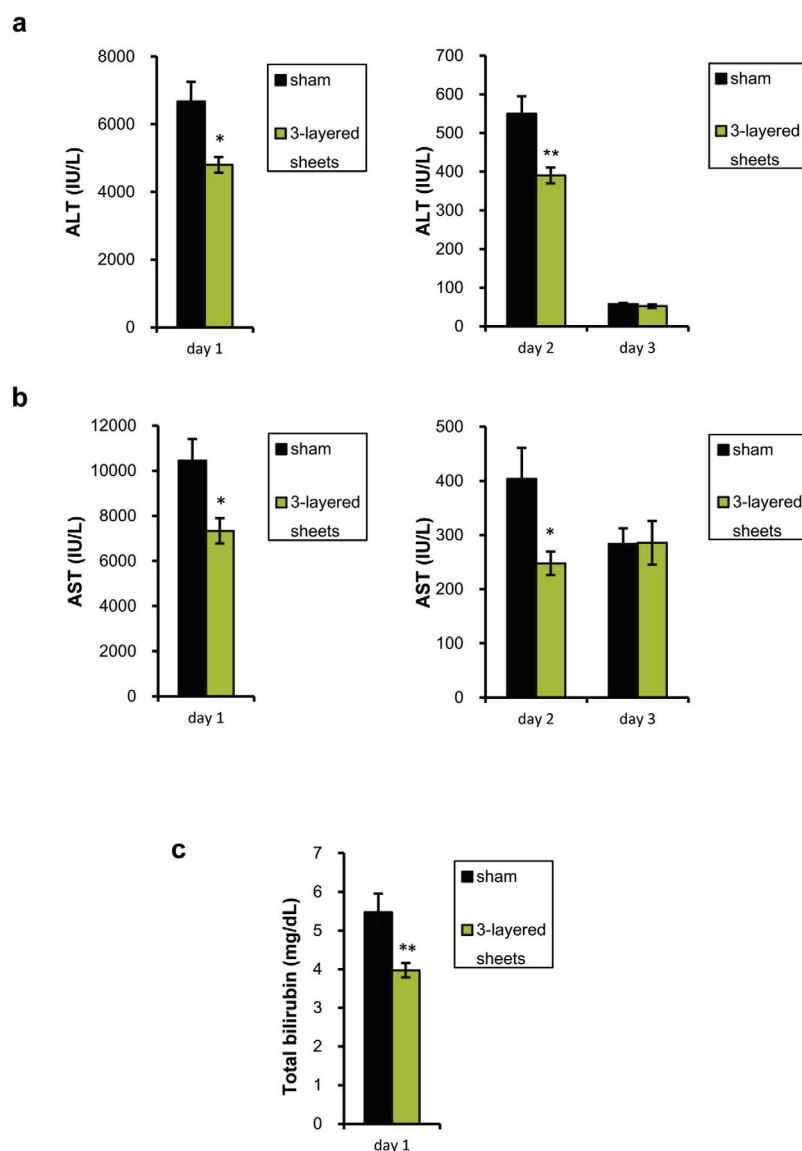 a
ALT (IU/L)
8000
6000
4000
2000
0
*
day 1
sham
3-layered
sheets
ALT (IU/L)
700
600
500
400
300
200
100
0
**
day 2
day 3
sham
3-layered
sheets
b
AST (IU/L)
12000
10000
8000
6000
4000
2000
0
*
day 1
sham
3-layered
sheets
AST (IU/L)
500
400
300
200
100
0
*
day 2
day 3
sham
3-layered
sheets
c
Total bilirubin (mg/dL)
7
6
5
4
3
2
1
0
**
day 1
sham
3-layered
sheets